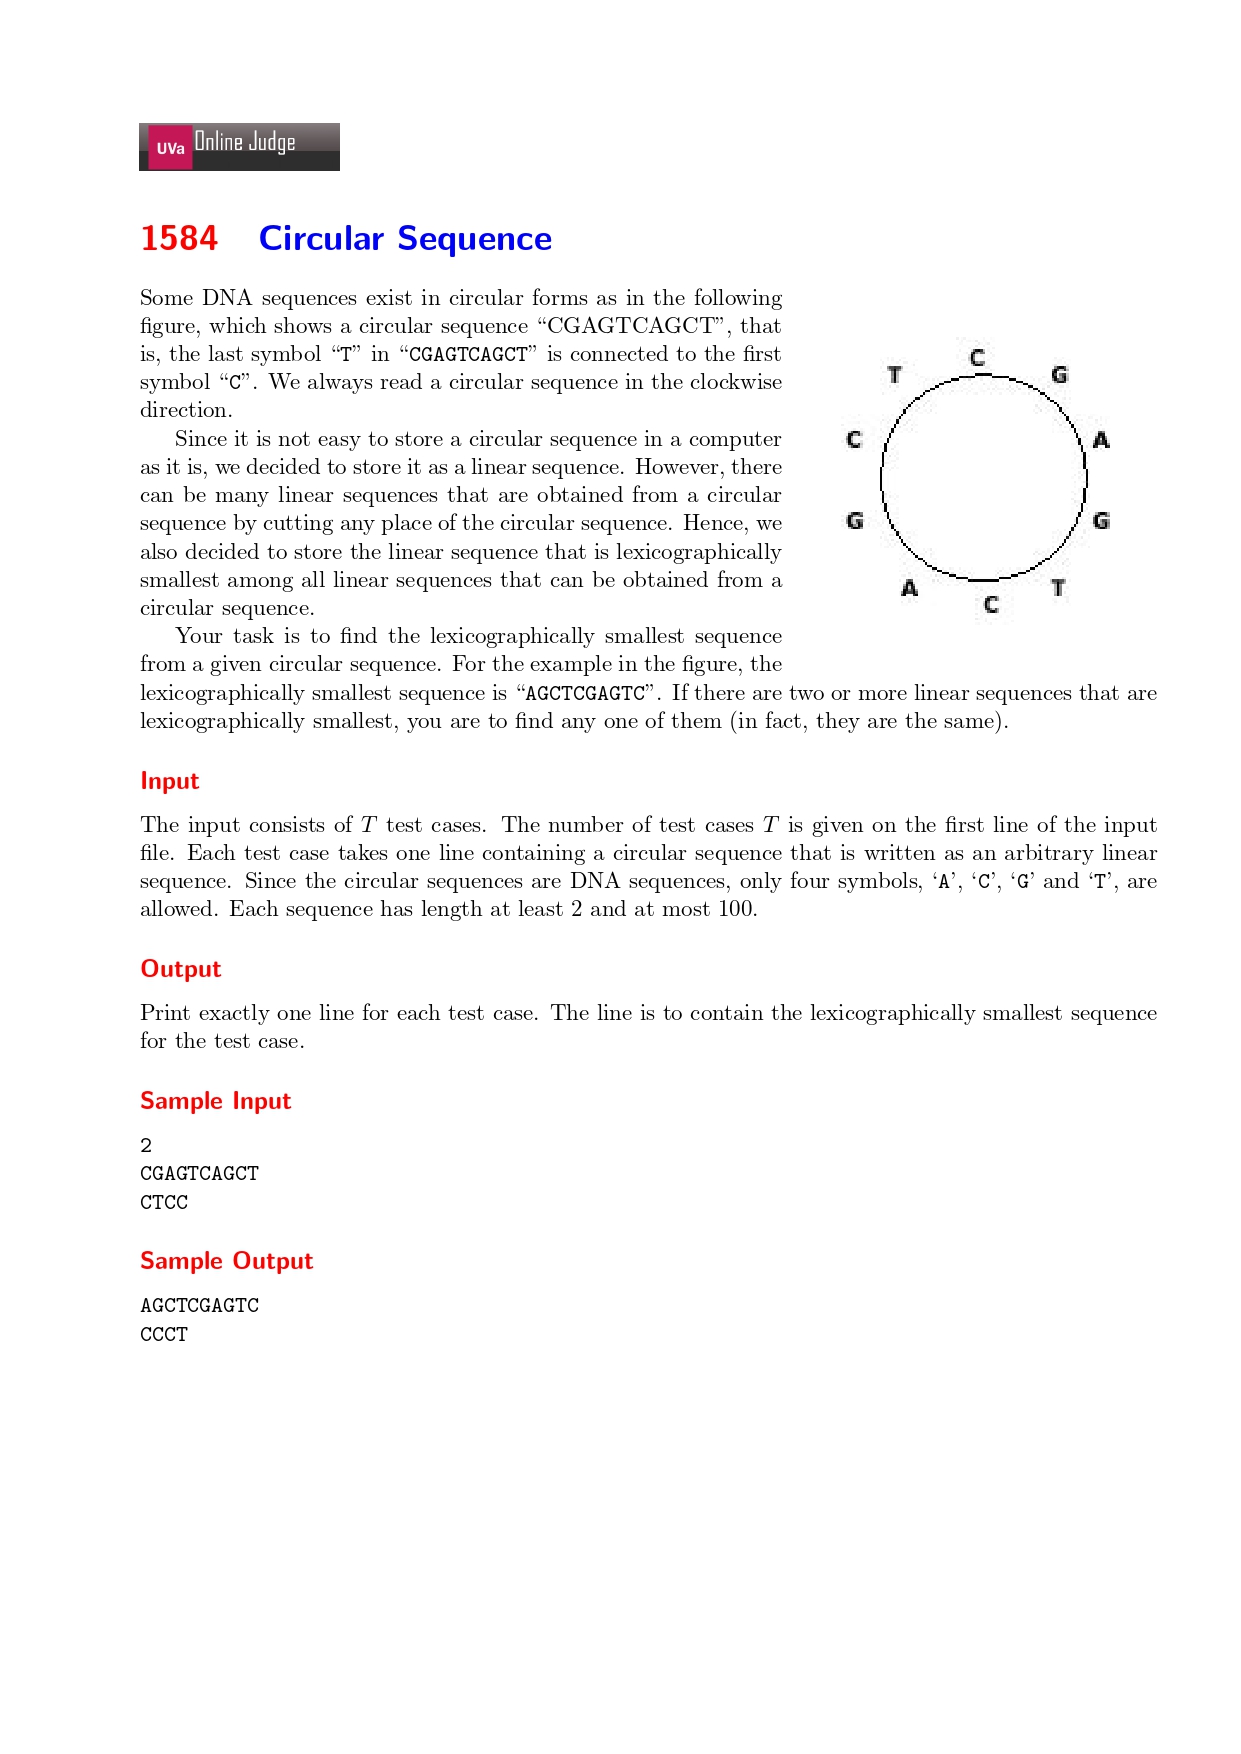 UVa Online Judge
1584 Circular Sequence
Some DNA sequences exist in circular forms as in the following
figure, which shows a circular sequence “CGAGTCAGCT”, that
is, the last symbol “T” in “CGAGTCAGCT” is connected to the first
symbol “C”. We always read a circular sequence in the clockwise
direction.
Since it is not easy to store a circular sequence in a computer
as it is, we decided to store it as a linear sequence. However, there
can be many linear sequences that are obtained from a circular
sequence by cutting any place of the circular sequence. Hence, we
also decided to store the linear sequence that is lexicographically
smallest among all linear sequences that can be obtained from a
circular sequence.
Your task is to find the lexicographically smallest sequence
from a given circular sequence. For the example in the figure, the
lexicographically smallest sequence is “AGCTCGAGTC”. If there are two or more linear sequences that are
lexicographically smallest, you are to find any one of them (in fact, they are the same).
C
G
A
G
T
C
A
G
C
T
Input
The input consists of T test cases. The number of test cases T is given on the first line of the input
file. Each test case takes one line containing a circular sequence that is written as an arbitrary linear
sequence. Since the circular sequences are DNA sequences, only four symbols, ‘A’, ‘C’, ‘G’ and ‘T’, are
allowed. Each sequence has length at least 2 and at most 100.
Output
Print exactly one line for each test case. The line is to contain the lexicographically smallest sequence
for the test case.
Sample Input
2
CGAGTCAGCT
CTCC
Sample Output
AGCTCGAGTC
CCCT